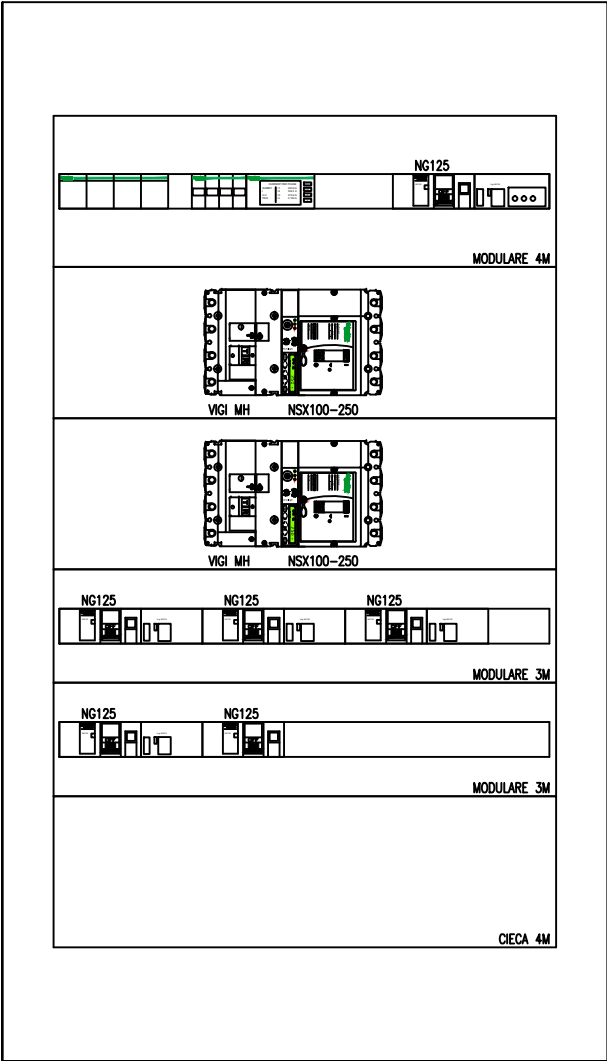 NG125
MODULARE 4M
VIGI MH NSX100-250
VIGI MH NSX100-250
NG125 NG125 NG125
MODULARE 3M
NG125 NG125
MODULARE 3M
CIECA 4M